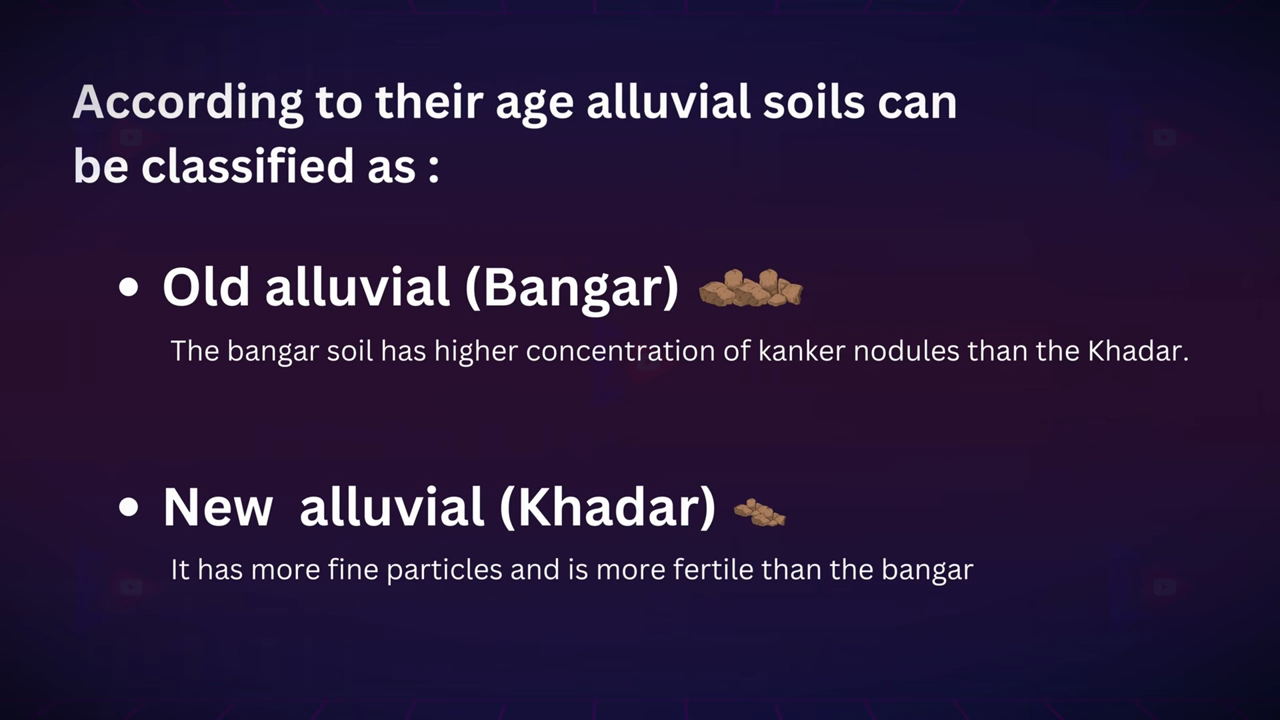 According to their age alluvial soils can
be classified as :
• Old alluvial (Bangar)
The bangar soil has higher concentration of kanker nodules than the Khadar.
• New alluvial (Khadar)
It has more fine particles and is more fertile than the bangar